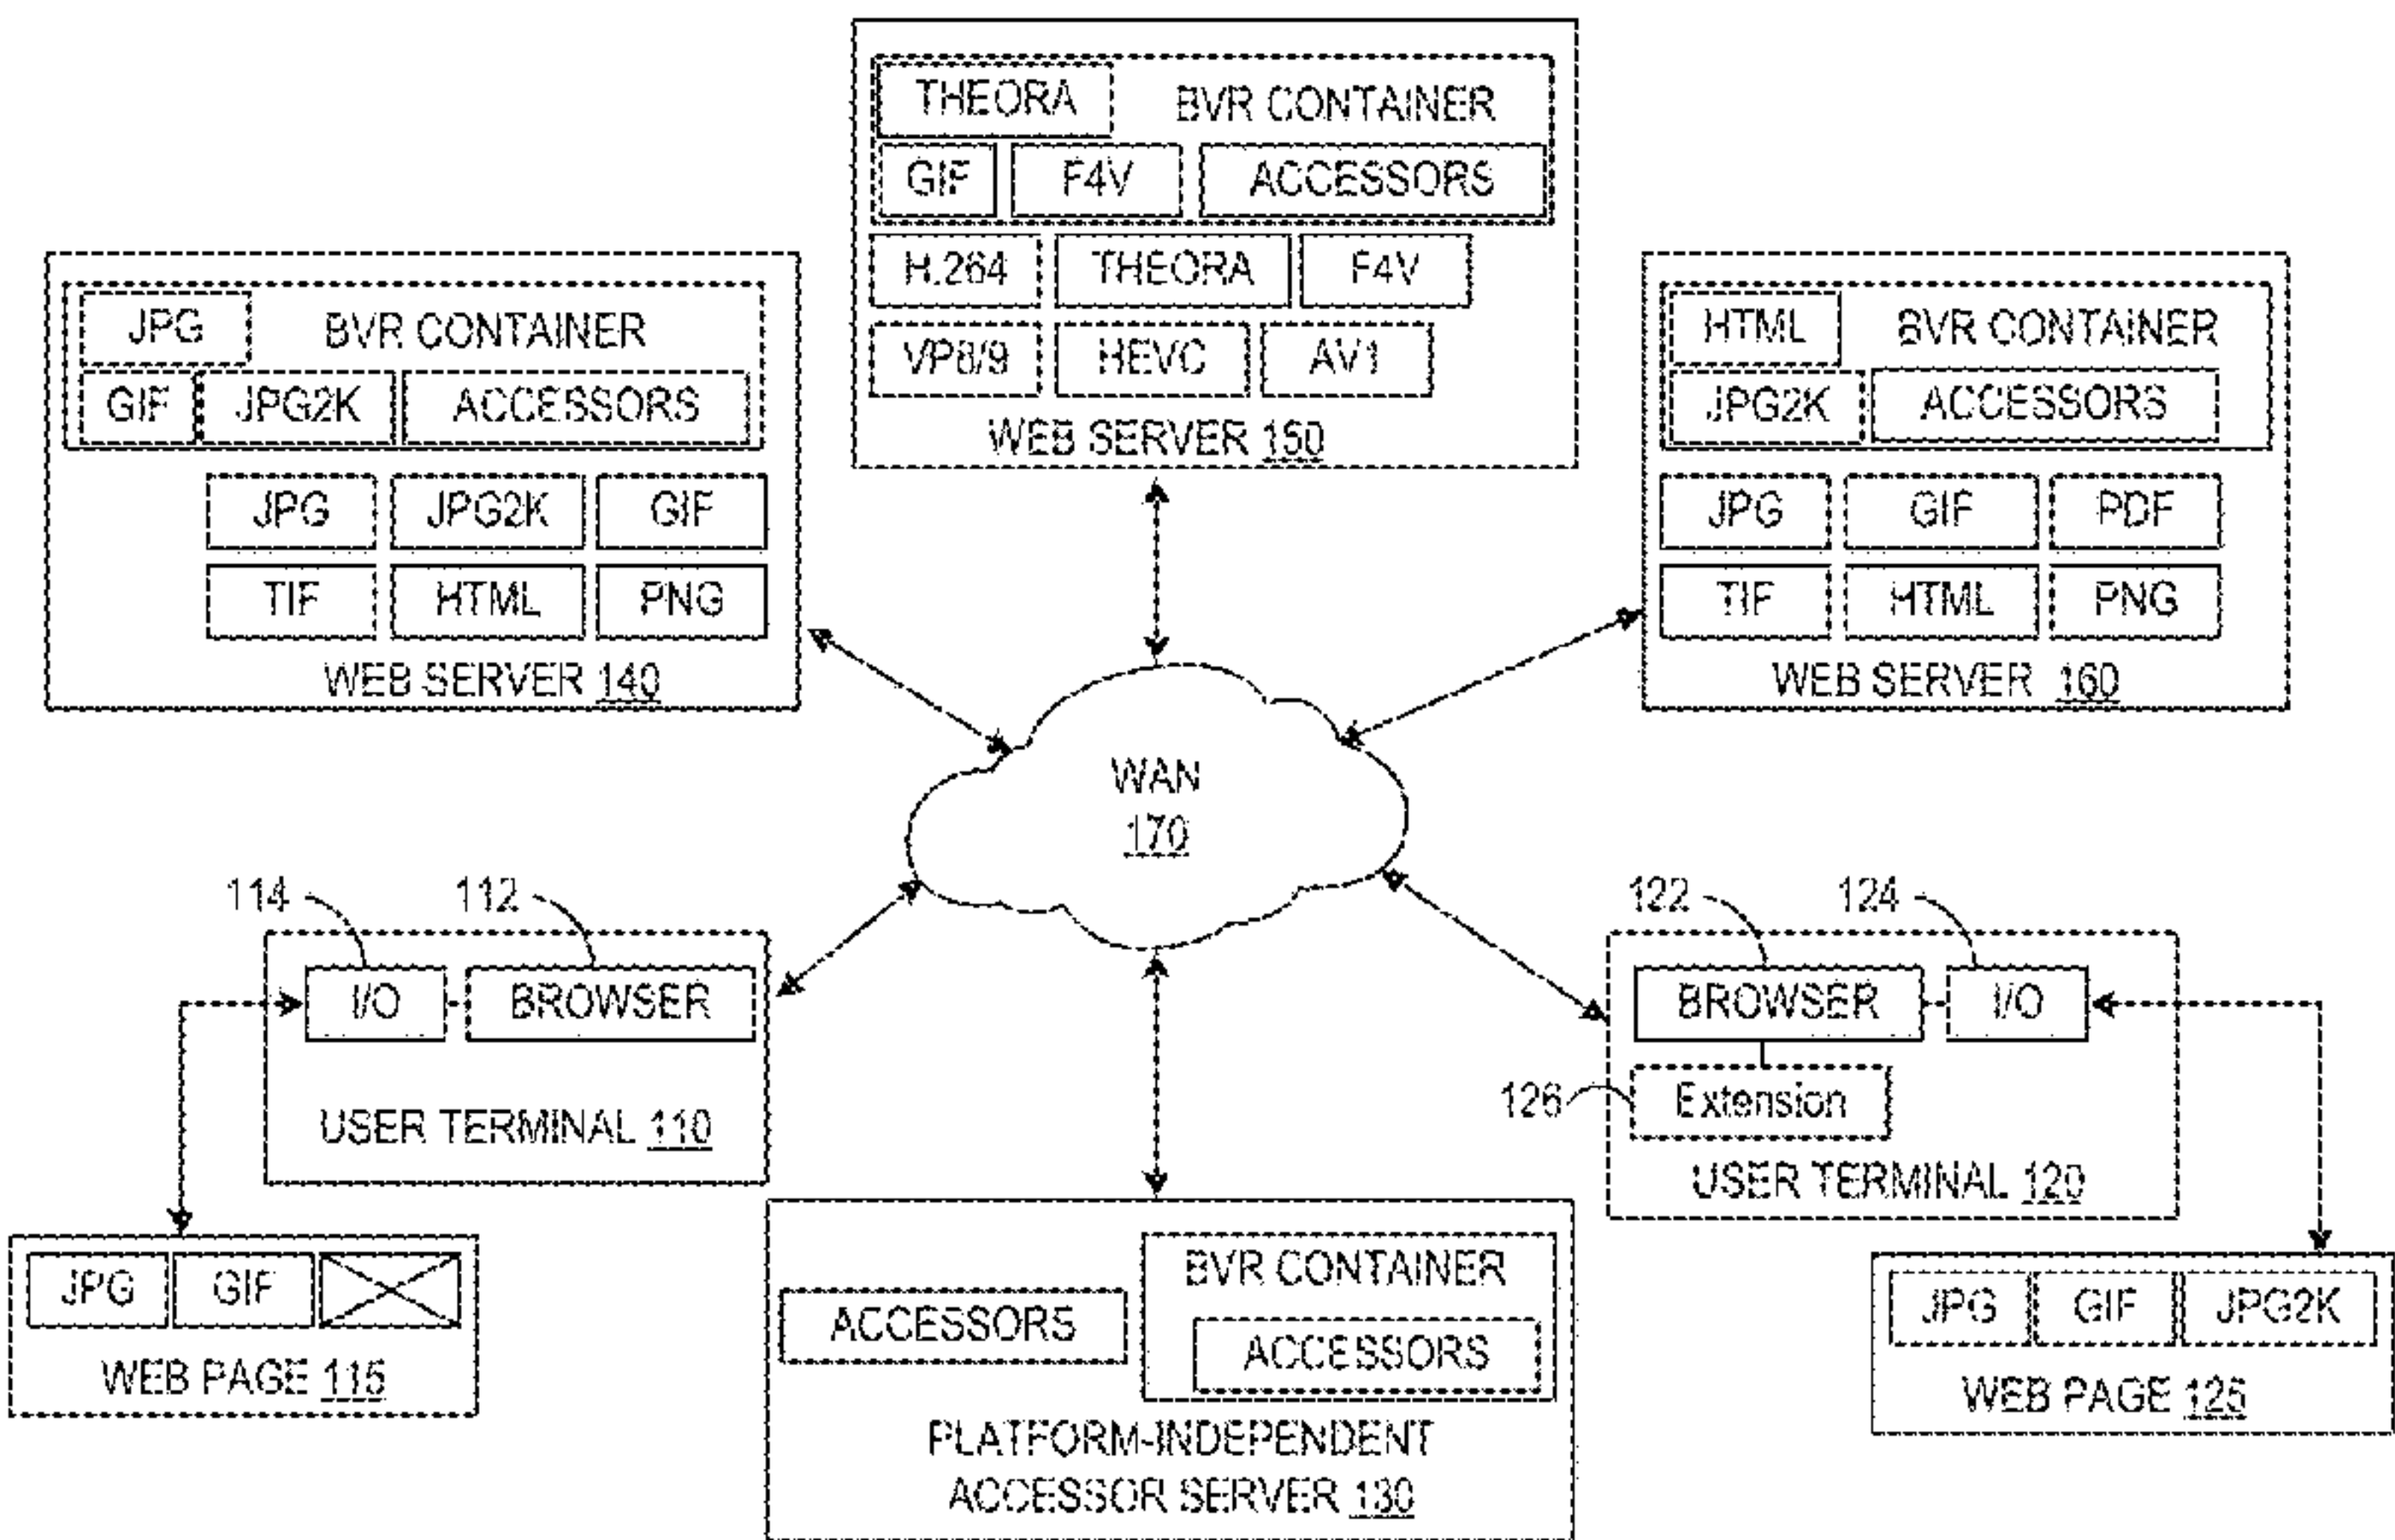 THEORA
BVR CONTAINER
GIF
F4V
ACCESSORS
H.264
THEORA
F4V
VP8/9
HEVC
AV1
WEB SERVER 150
JPG
BVR CONTAINER
GIF
JPG2K
ACCESSORS
JPG
JPG2K
GIF
TIF
HTML
PNG
WEB SERVER 140
HTML
BVR CONTAINER
JPG2K
ACCESSORS
JPG
GIF
PDF
TIF
HTML
PNG
WEB SERVER 160
WAN
170
114
112
I/O
BROWSER
USER TERMINAL 110
122
124
BROWSER
I/O
126
Extension
USER TERMINAL 120
JPG
GIF
WEB PAGE 115
ACCESSORS
BVR CONTAINER
ACCESSORS
PLATFORM-INDEPENDENT
ACCESSOR SERVER 130
JPG
GIF
JPG2K
WEB PAGE 125